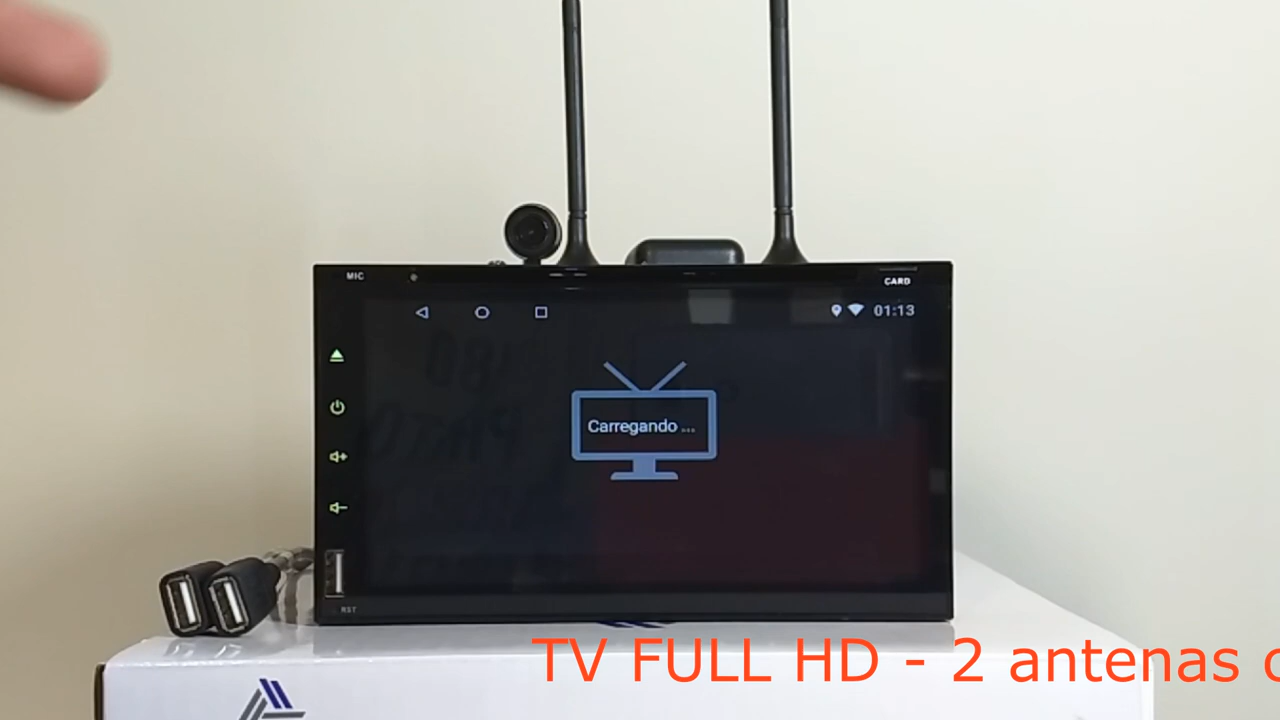 MIC
CARD
01:13
Carregando ...
RST
TV FULL HD - 2 antenas